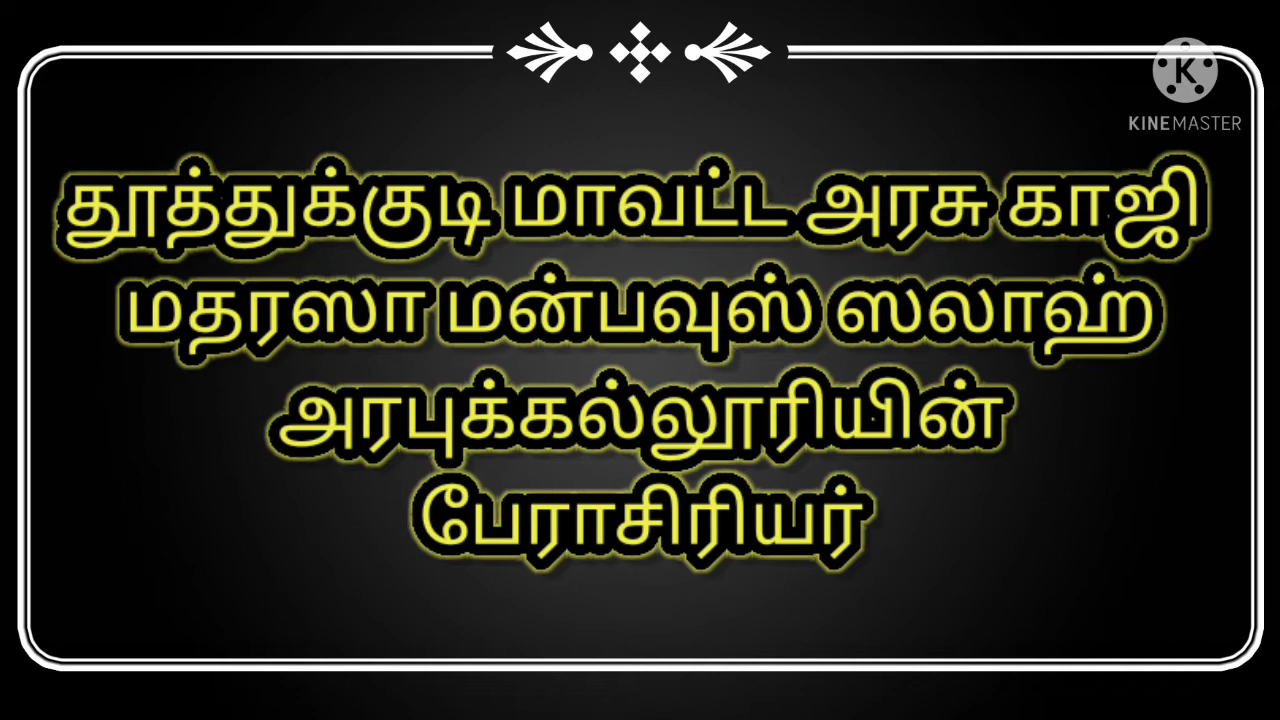 KINEMASTER
தூத்துக்குடி மாவட்ட அரசு காஜி
மதரஸா மன்பவுஸ் ஸலாஹ்
அரபுக்கல்லூரியின்
பேராசிரியர்